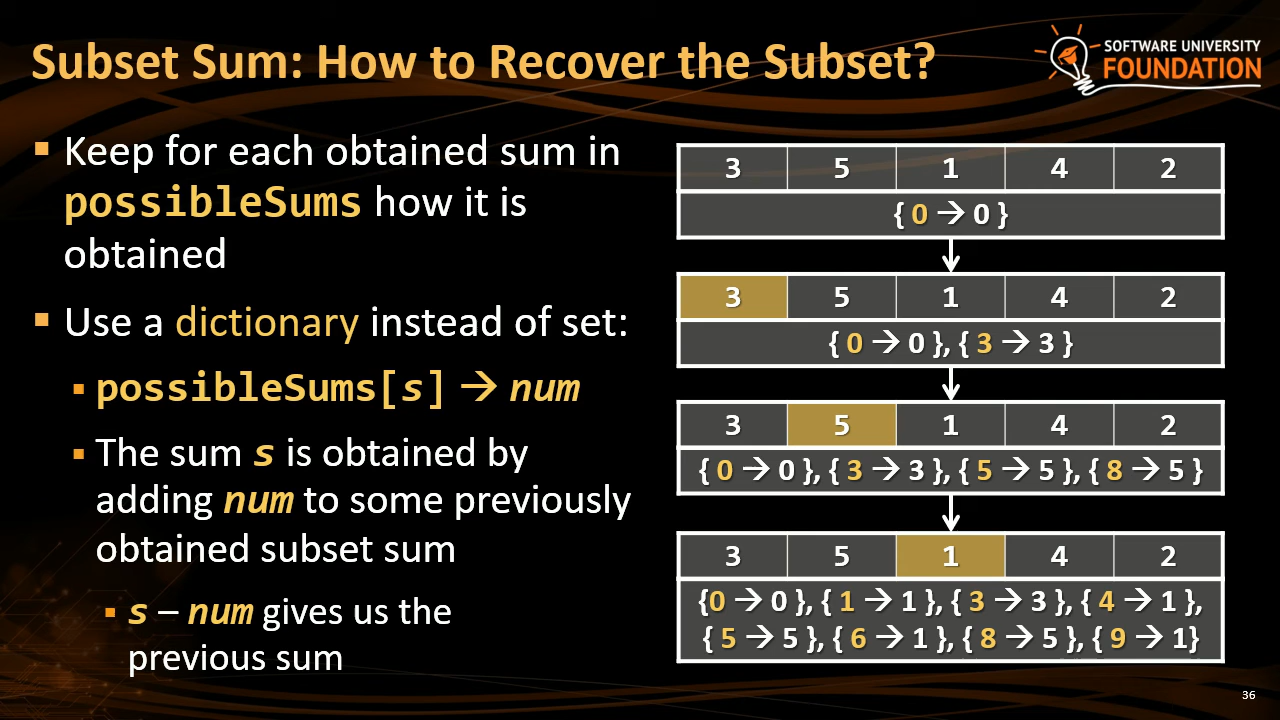 Subset Sum: How to Recover the Subset?
SOFTWARE UNIVERSITY
FOUNDATION
▪ Keep for each obtained sum in
possibleSums how it is
obtained
▪ Use a dictionary instead of set:
▪ possibleSums[s] → num
▪ The sum s is obtained by
adding num to some previously
obtained subset sum
▪ s – num gives us the
previous sum
3 5 1 4 2
{ 0 → 0 }
3 5 1 4 2
{ 0 → 0 }, { 3 → 3 }
3 5 1 4 2
{ 0 → 0 }, { 3 → 3 }, { 5 → 5 }, { 8 → 5 }
3 5 1 4 2
{0 → 0 }, { 1 → 1 }, { 3 → 3 }, { 4 → 1 },
{ 5 → 5 }, { 6 → 1 }, { 8 → 5 }, { 9 → 1}
36